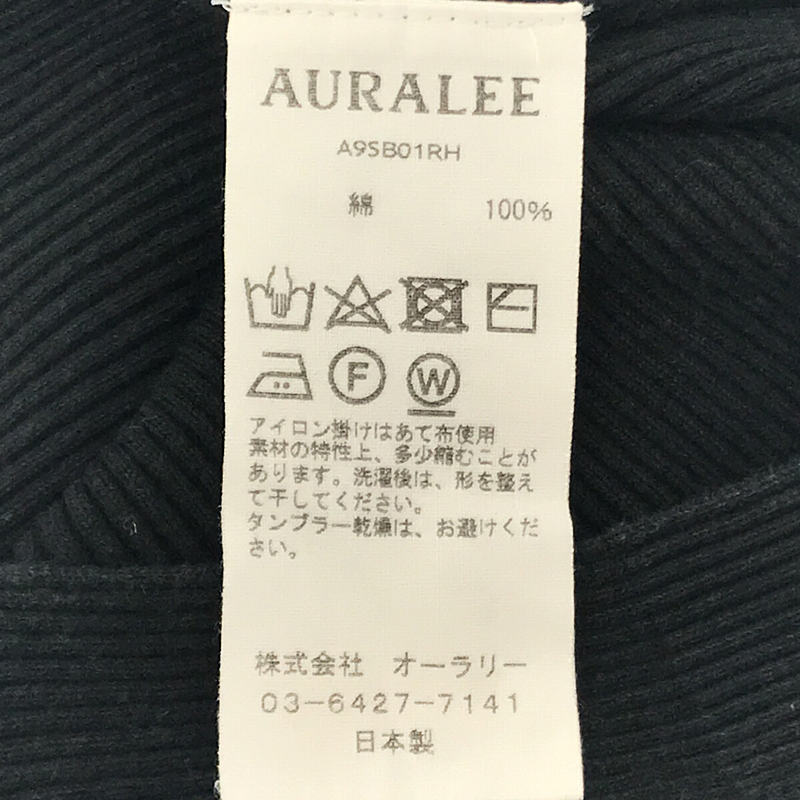 AURALEE
A9SB01RH
綿 100%
F W
アイロン掛けはあて布使用
素材の特性上、多少縮むことが
あります。洗濯後は、形を整え
て干してください。
タンブラー乾燥は、お避けくだ
さい。
株式会社 オーラリー
03-6427-7141
日本製